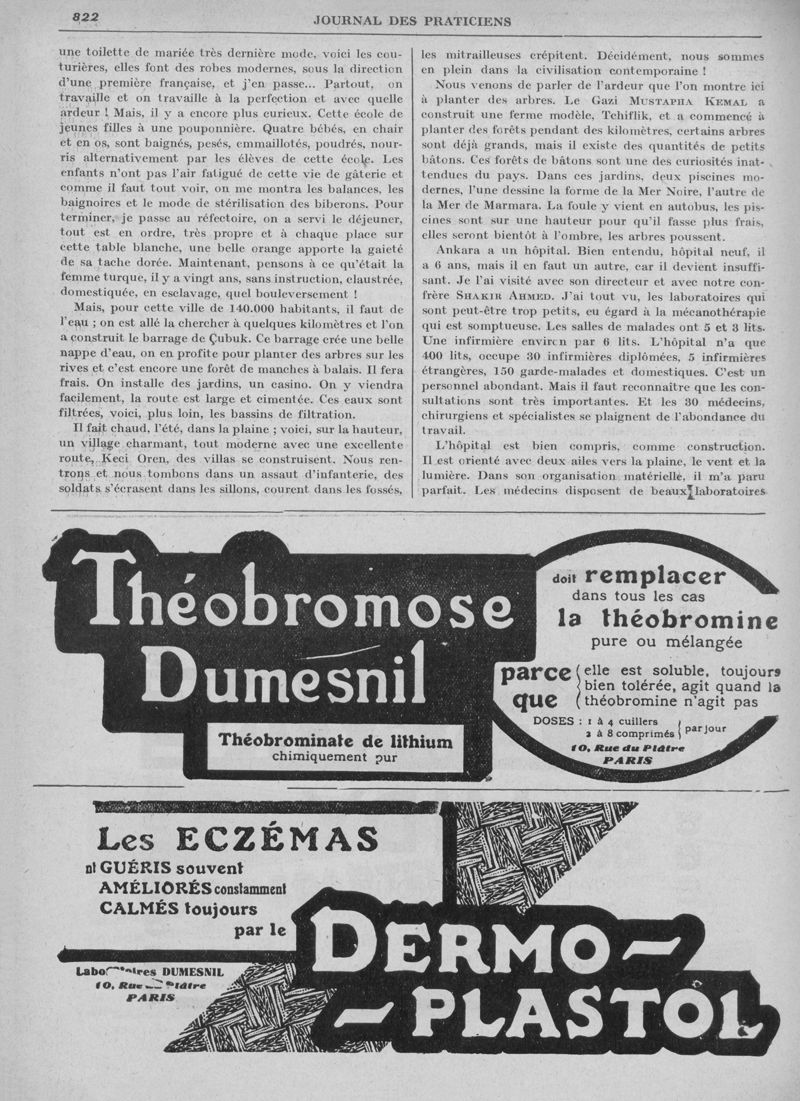 822
JOURNAL DES PRATICIENS
une toilette de mariée très dernière mode, voici les cou-
turières, elles font des robes modernes, sous la direction
d'une première française, et j'en passe... Partout, on
travaille et on travaille à la perfection et avec quelle
ardeur ! Mais, il y a encore plus curieux. Cette école de
jeunes filles à une pouponnière. Quatre bébés, en chair
et en os, sont baignés, pesés, emmaillotés, poudrés, nour-
ris alternativement par les élèves de cette école. Les
enfants n'ont pas l'air fatigué de cette vie de gâterie et
comme il faut tout voir, on me montra les balances, les
baignoires et le mode de stérilisation des biberons. Pour
terminer, je passe au réfectoire, on a servi le déjeuner,
tout est en ordre, très propre et à chaque place sur
cette table blanche, une belle orange apporte la gaieté
de sa tache dorée. Maintenant, pensons à ce qu'était la
femme turque, il y a vingt ans, sans instruction, claustrée,
domestiquée, en esclavage, quel bouleversement !
Mais, pour cette ville de 140.000 habitants, il faut de
l'eau ; on est allé la chercher à quelques kilomètres et l'on
a construit le barrage de Çubuk. Ce barrage crée une belle
nappe d'eau, on en profite pour planter des arbres sur les
rives et c'est encore une forêt de manches à balais. Il fera
frais. On installe des jardins, un casino. On y viendra
facilement, la route est large et cimentée. Ces eaux sont
filtrées, voici, plus loin, les bassins de filtration.
Il fait chaud, l'été, dans la plaine ; voici, sur la hauteur,
un village charmant, tout moderne avec une excellente
route, Keci Oren, des villas se construisent. Nous ren-
trons et nous tombons dans un assaut d'infanterie, des
soldats s'écrasent dans les sillons, courent dans les fossés,
les mitrailleuses crépitent. Décidément, nous sommes
en plein dans la civilisation contemporaine !
Nous venons de parler de l'ardeur que l'on montre ici
à planter des arbres. Le Gazi MUSTAPHA KEMAL a
construit une ferme modèle, Tchiflik, et a commencé à
planter des forêts pendant des kilomètres, certains arbres
sont déjà grands, mais il existe des quantités de petits
bâtons. Ces forêts de bâtons sont une des curiosités inat-
tendues du pays. Dans ces jardins, deux piscines mo-
dernes, l'une dessine la forme de la Mer Noire, l'autre de
la Mer de Marmara. La foule y vient en autobus, les pis-
cines sont sur une hauteur pour qu'il fasse plus frais,
elles seront bientôt à l'ombre, les arbres poussent.
Ankara a un hôpital. Bien entendu, hôpital neuf, il
a 6 ans, mais il en faut un autre, car il devient insuffi-
sant. Je l'ai visité avec son directeur et avec notre con-
frère SHAKIR AHMED. J'ai tout vu, les laboratoires qui
sont peut-être trop petits, eu égard à la mécanothérapie
qui est somptueuse. Les salles de malades ont 5 et 3 lits.
Une infirmière environ par 6 lits. L'hôpital n'a que
400 lits, occupe 30 infirmières diplômées, 5 infirmières
étrangères, 150 garde-malades et domestiques. C'est un
personnel abondant. Mais il faut reconnaître que les con-
sultations sont très importantes. Et les 30 médecins,
chirurgiens et spécialistes se plaignent de l'abondance du
travail.
L'hôpital est bien compris, comme construction.
Il est orienté avec deux ailes vers la plaine, le vent et la
lumière. Dans son organisation matérielle, il m'a paru
parfait. Les médecins disposent de beaux laboratoires
Théobromose
Dumesnil
Théobrominate de lithium
chimiquement pur
doit remplacer
dans tous les cas
la théobromine
pure ou mélangée
parce que
elle est soluble, toujours
bien tolérée, agit quand la
théobromine n'agit pas
DOSES : 1 à 4 cuillers
2 à 8 comprimés
par jour
10, Rue du Plâtre
PARIS
Les ECZÉMAS
nt GUÉRIS souvent
AMÉLIORÉS constamment
CALMÉS toujours
par le
DERMO-
-PLASTOL
DUMESNIL
10, Rue
PARIS